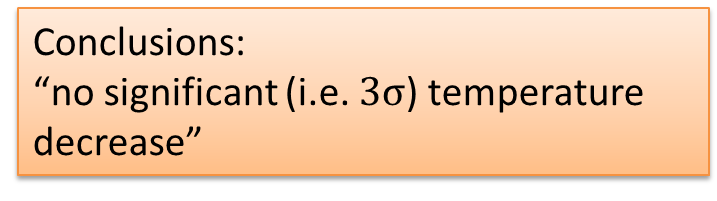 Conclusions:
“no significant (i.e. 3σ) temperature
decrease”